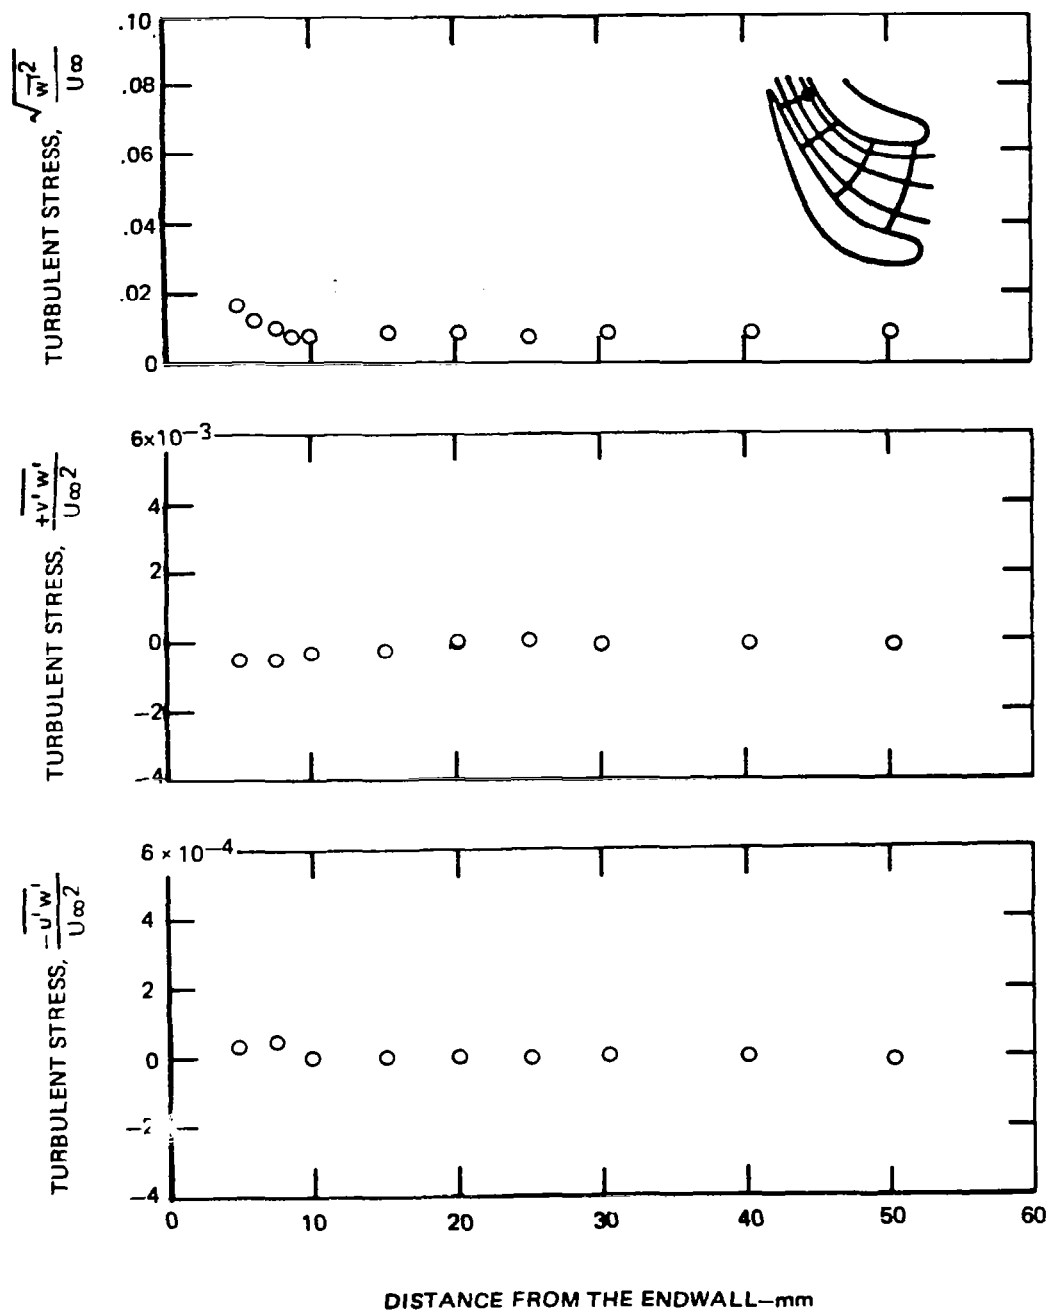 TURBULENT STRESS, √w'2 / U∞
.10
.08
.06
.04
.02
0
TURBULENT STRESS, +v' w' / U∞2
6×10−3
4
2
0
−2
−4
TURBULENT STRESS, −u' w' / U∞2
6 × 10−4
4
2
0
−2
−4
0 10 20 30 40 50 60
DISTANCE FROM THE ENDWALL—mm